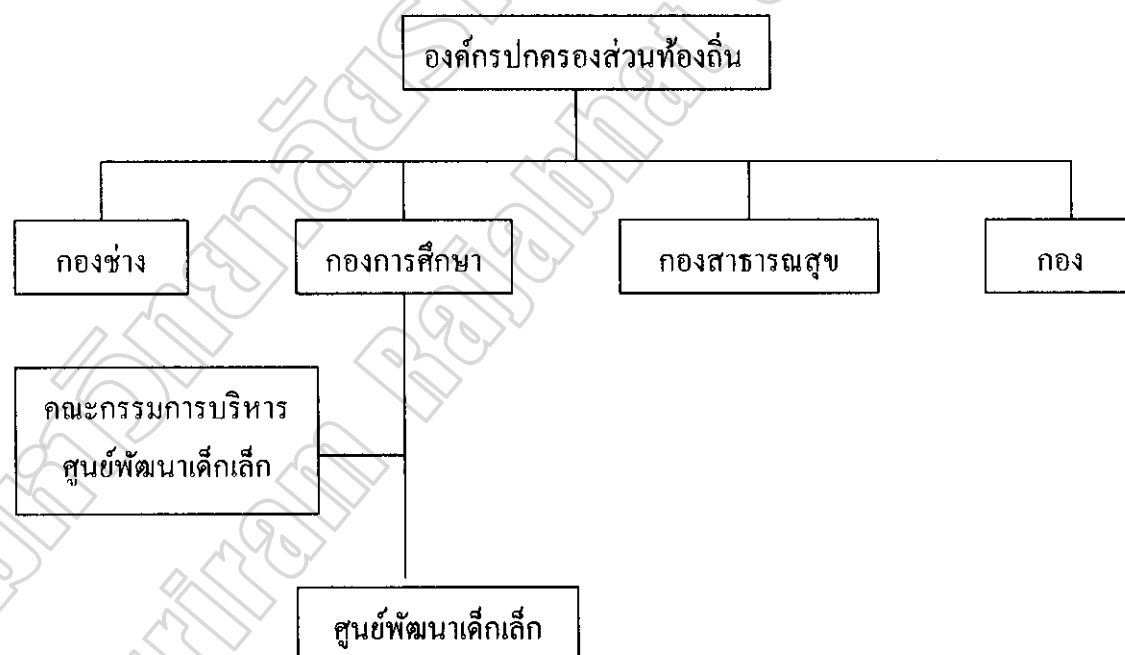 องค์กรปกครองส่วนท้องถิ่น
กองช่าง
กองการศึกษา
กองสาธารณสุข
กอง
คณะกรรมการบริหาร
ศูนย์พัฒนาเด็กเล็ก
ศูนย์พัฒนาเด็กเล็ก
Rajabhat